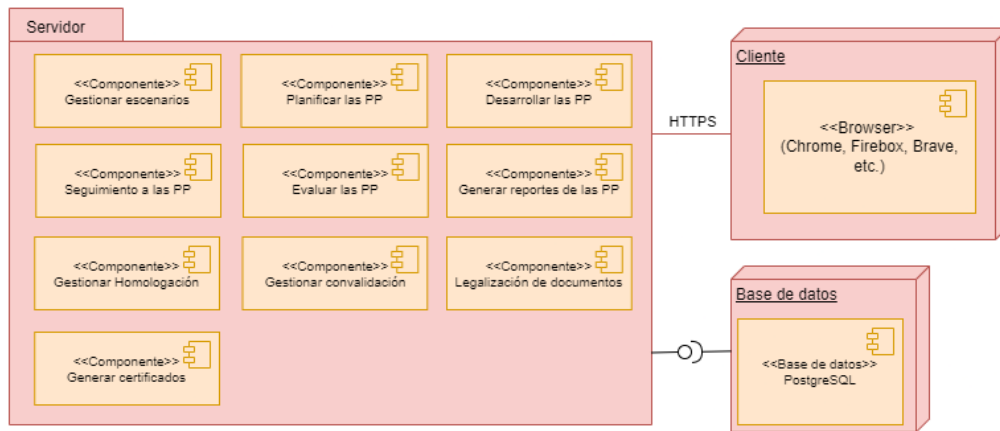 Servidor
<<Componente>>
Gestionar escenarios
<<Componente>>
Planificar las PP
<<Componente>>
Desarrollar las PP
<<Componente>>
Seguimiento a las PP
<<Componente>>
Evaluar las PP
<<Componente>>
Generar reportes de las PP
<<Componente>>
Gestionar Homologación
<<Componente>>
Gestionar convalidación
<<Componente>>
Legalización de documentos
<<Componente>>
Generar certificados
HTTPS
Cliente
<<Browser>>
(Chrome, Firebox, Brave,
etc.)
Base de datos
<<Base de datos>>
PostgreSQL